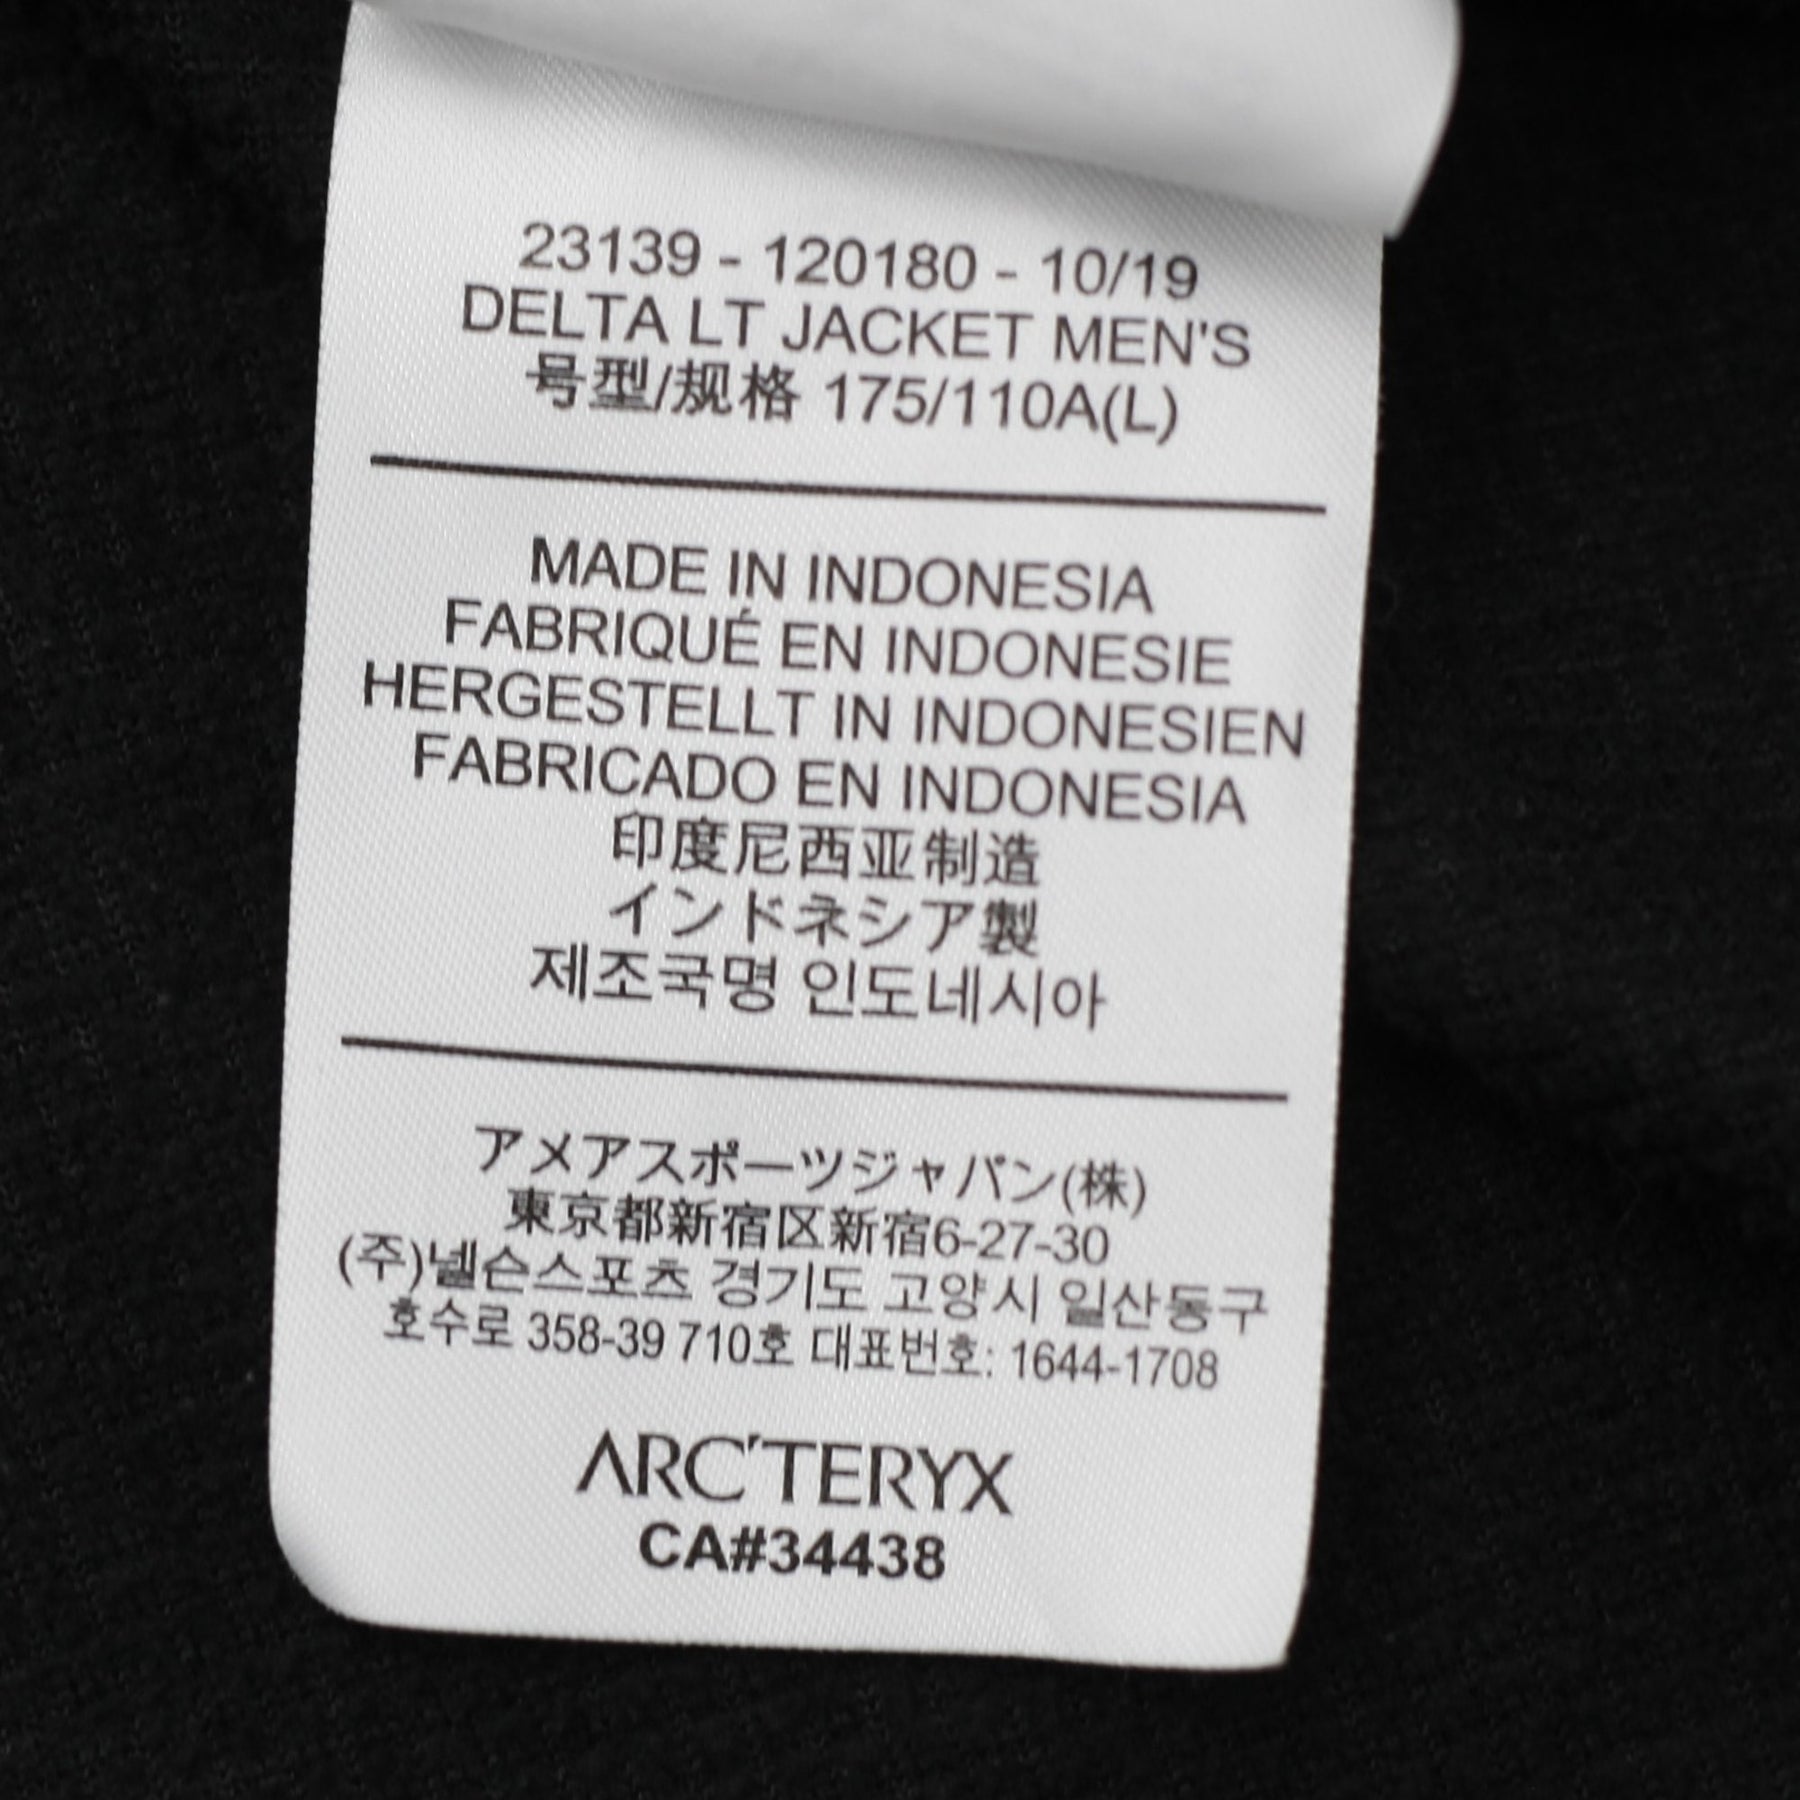 23139 - 120180 - 10/19
DELTA LT JACKET MEN'S
号型/规格 175/110A(L)
MADE IN INDONESIA
FABRIQUÉ EN INDONESIE
HERGESTELLT IN INDONESIEN
FABRICADO EN INDONESIA
印度尼西亚制造
インドネシア製
제조국명 인도네시아
アメアスポーツジャパン(株)
東京都新宿区新宿6-27-30
(주)넬슨스포츠 경기도 고양시 일산동구
호수로 358-39 710호 대표번호: 1644-1708
ARC'TERYX
CA#34438